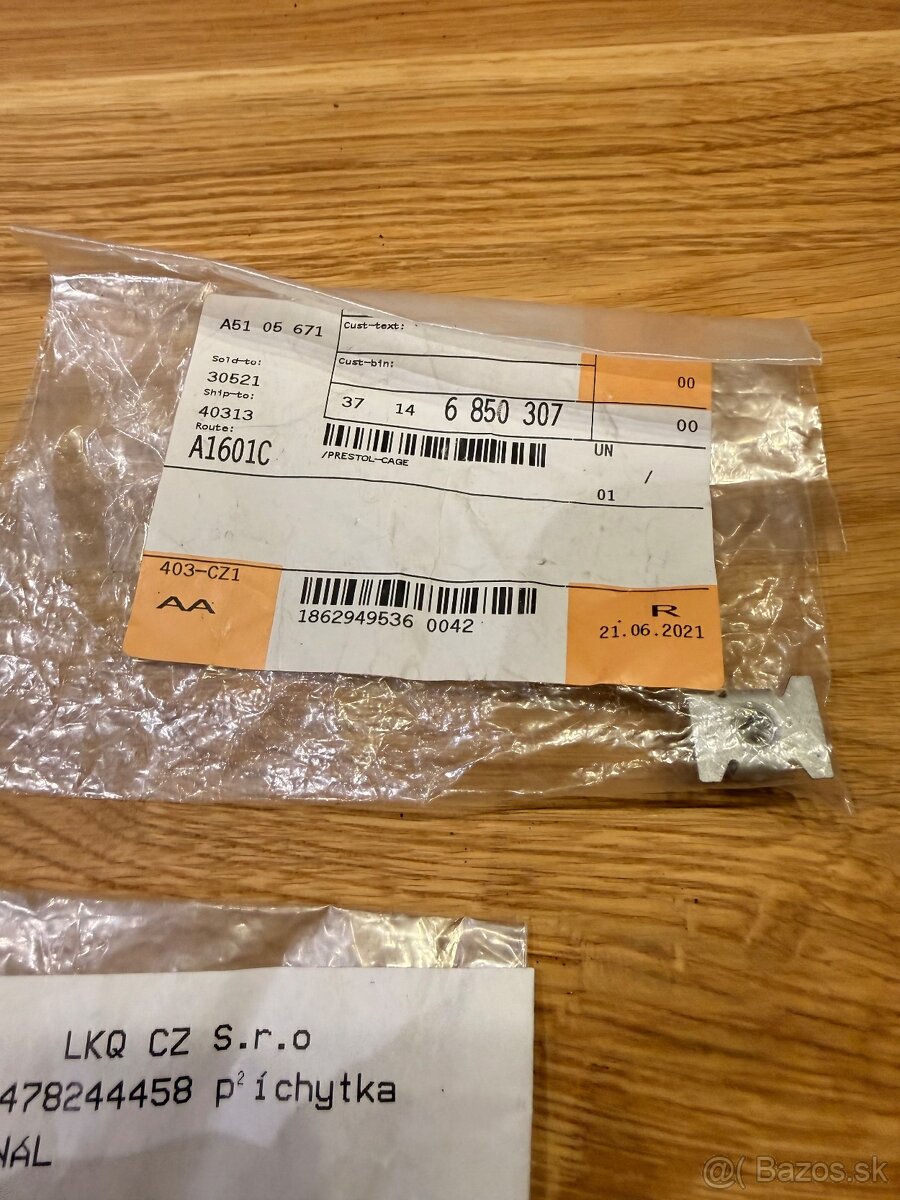 A51 05 671
Cust-text:
Sold-to:
30521
Ship-to:
40313
Route:
A1601C
Cust-bin:
00
37 14 6 850 307
00
/PRESTOL-CAGE
UN
/
01
403-CZ1
AA
1862949536 0042
R
21.06.2021
LKQ CZ S.r.o
478244458 p²íchytka
NÁL
@( Bazos.sk